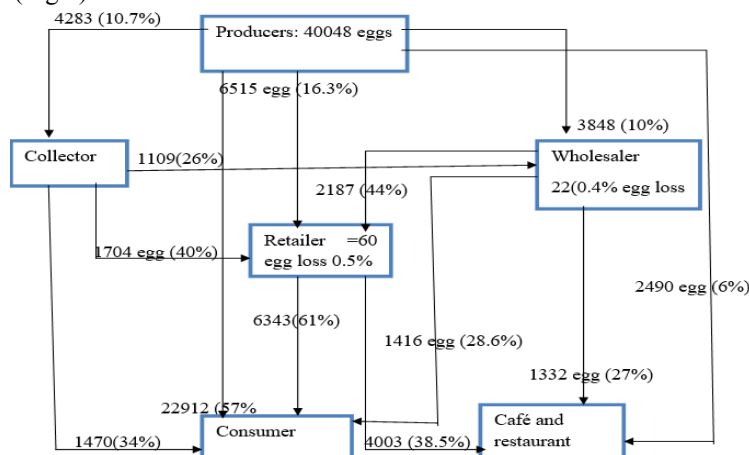 4283 (10.7%)
Producers: 40048 eggs
6515 egg (16.3%)
3848 (10%)
Collector
1109(26%)
Wholesaler
22(0.4% egg loss
2187 (44%)
Retailer =60
egg loss 0.5%
1704 egg (40%)
2490 egg (6%)
6343(61%)
1416 egg (28.6%)
1332 egg (27%)
22912 (57%
Consumer
Café and
restaurant
1470(34%)
4003 (38.5%)